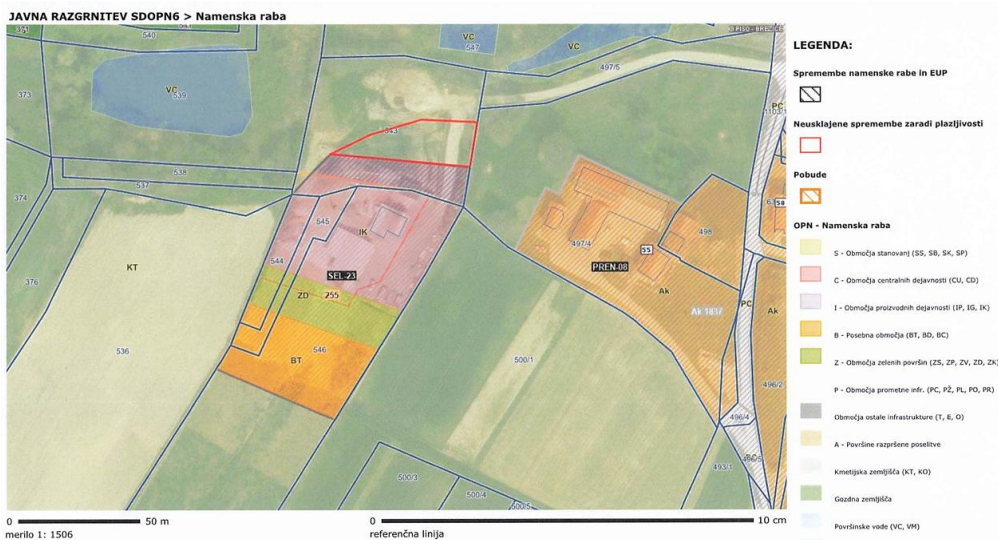 JAVNA RAZGRNITEV SDOPN6 > Namenska raba
540
VC
547
VC
497/5
VC
539
373
543
PC
538
537
374
545
544
IK
KT
376
SEL-23
ZD
255
BT
546
536
497/4
55
498
PREN-08
Ak
Ak 1837
PC
Ak
58
500/1
496/2
496/4
493/1
500/3
500/4
500/5
LEGENDA:
Spremembe namenske rabe in EUP
Neusklajene spremembe zaradi plazljivosti
Pobude
OPN - Namenska raba
S - Območja stanovanj (SS, SB, SK, SP)
C - Območja centralnih dejavnosti (CU, CD)
I - Območja proizvodnih dejavnosti (IP, IG, IK)
B - Posebna območja (BT, BD, BC)
Z - Območja zelenih površin (ZS, ZP, ZV, ZD, ZK)
P - Območja prometne infr. (PC, PŽ, PL, PO, PR)
Območja ostale infrastrukture (T, E, O)
A - Površine razpršene poselitve
Kmetijska zemljišča (KT, KO)
Gozdna zemljišča
Površinske vode (VC, VM)
0 50 m
merilo 1: 1506
0 10 cm
referenčna linija